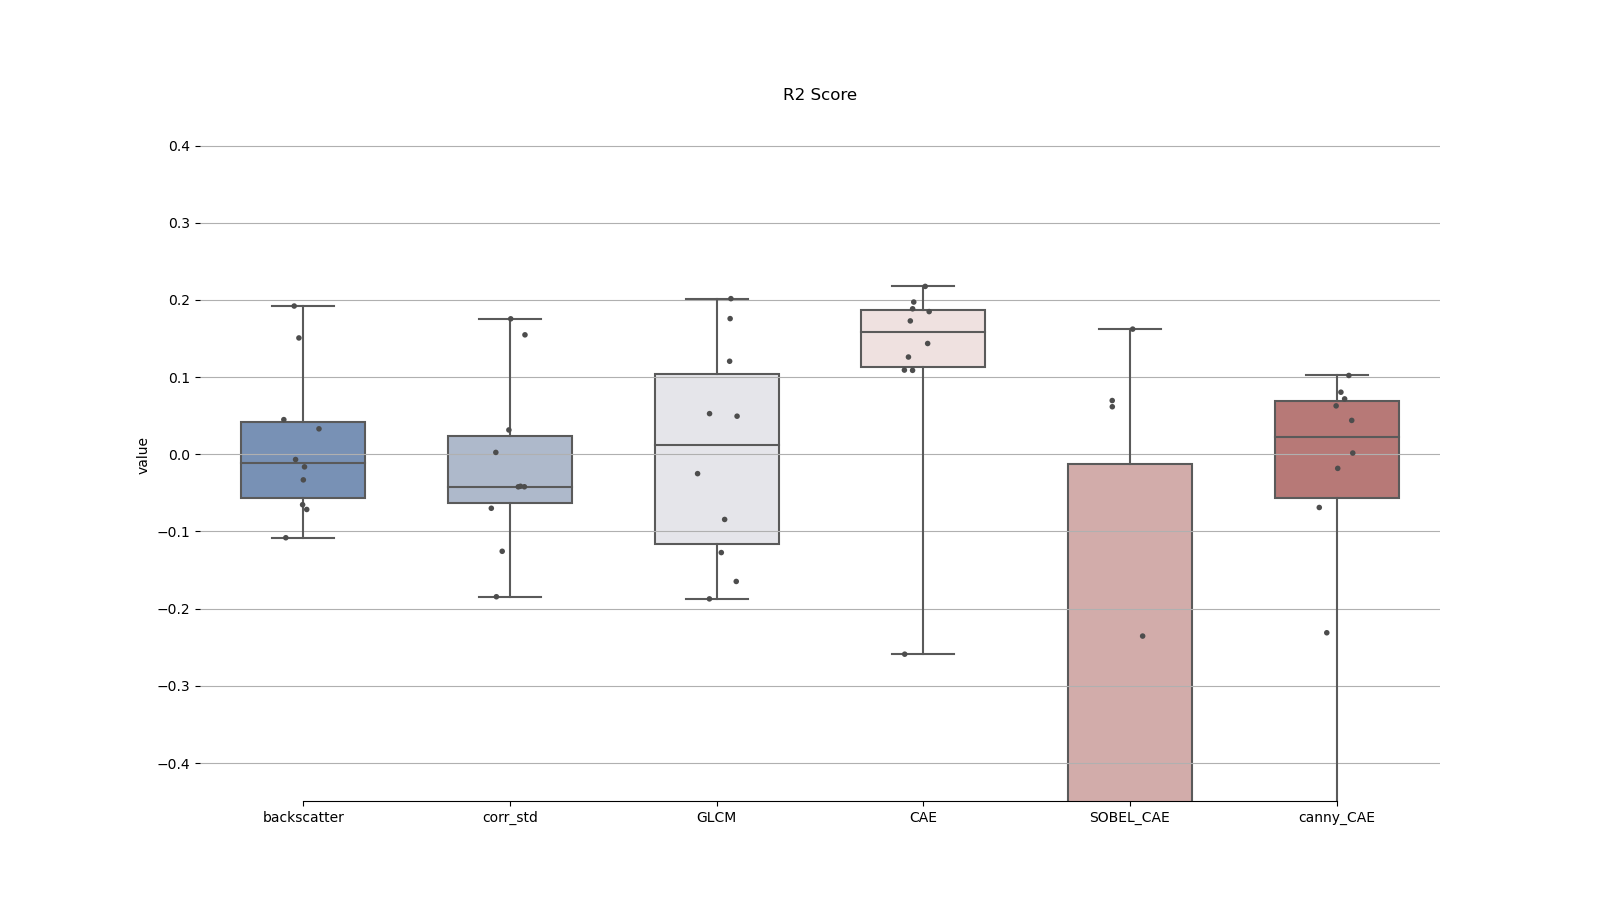 R2 Score
0.4
0.3
0.2
0.1
0.0
−0.1
−0.2
−0.3
−0.4
value
backscatter
corr_std
GLCM
CAE
SOBEL_CAE
canny_CAE